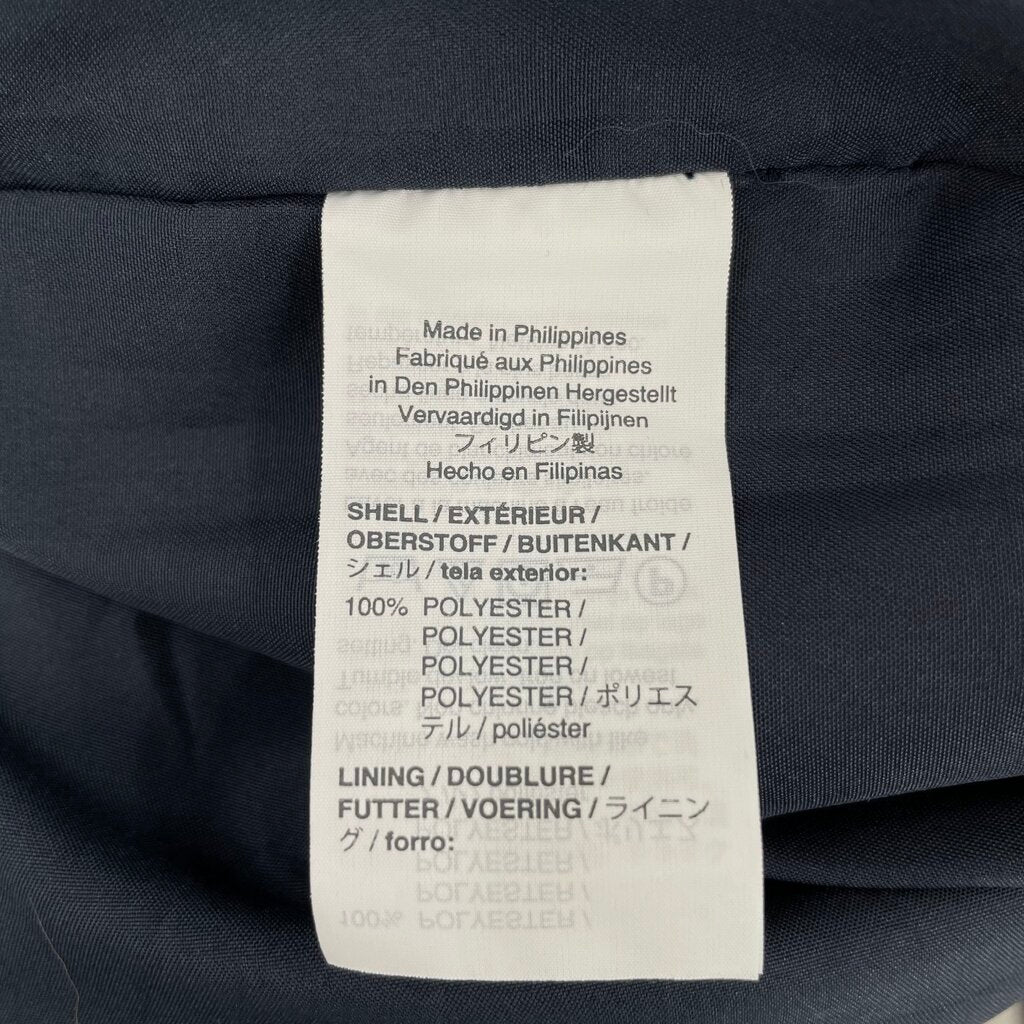 Made in Philippines
Fabriqué aux Philippines
in Den Philippinen Hergestellt
Vervaardigd in Filipijnen
フィリピン製
Hecho en Filipinas
SHELL / EXTÉRIEUR /
OBERSTOFF / BUITENKANT /
シェル / tela exterior:
100% POLYESTER /
POLYESTER /
POLYESTER /
POLYESTER / ポリエス
テル / poliéster
LINING / DOUBLURE /
FUTTER / VOERING / ライニン
グ / forro: